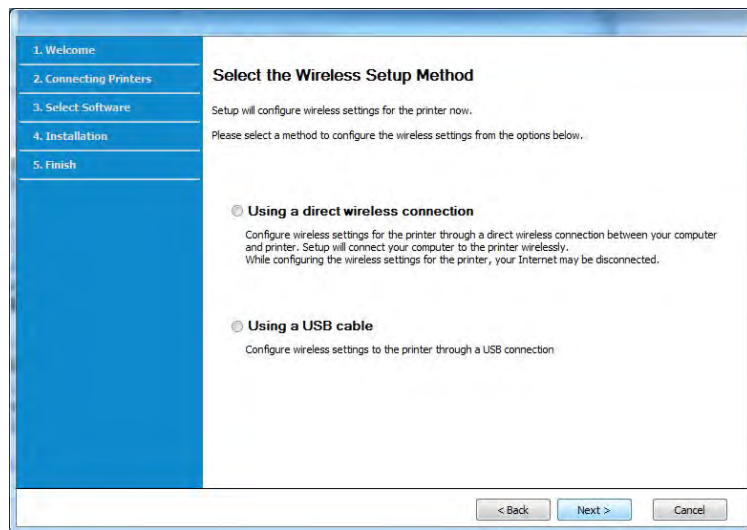 1. Welcome
2. Connecting Printers
3. Select Software
4. Installation
5. Finish
Select the Wireless Setup Method
Setup will configure wireless settings for the printer now.
Please select a method to configure the wireless settings from the options below.
Using a direct wireless connection
Configure wireless settings for the printer through a direct wireless connection between your computer
and printer. Setup will connect your computer to the printer wirelessly.
While configuring the wireless settings for the printer, your Internet may be disconnected.
Using a USB cable
Configure wireless settings to the printer through a USB connection
< Back
Next >
Cancel